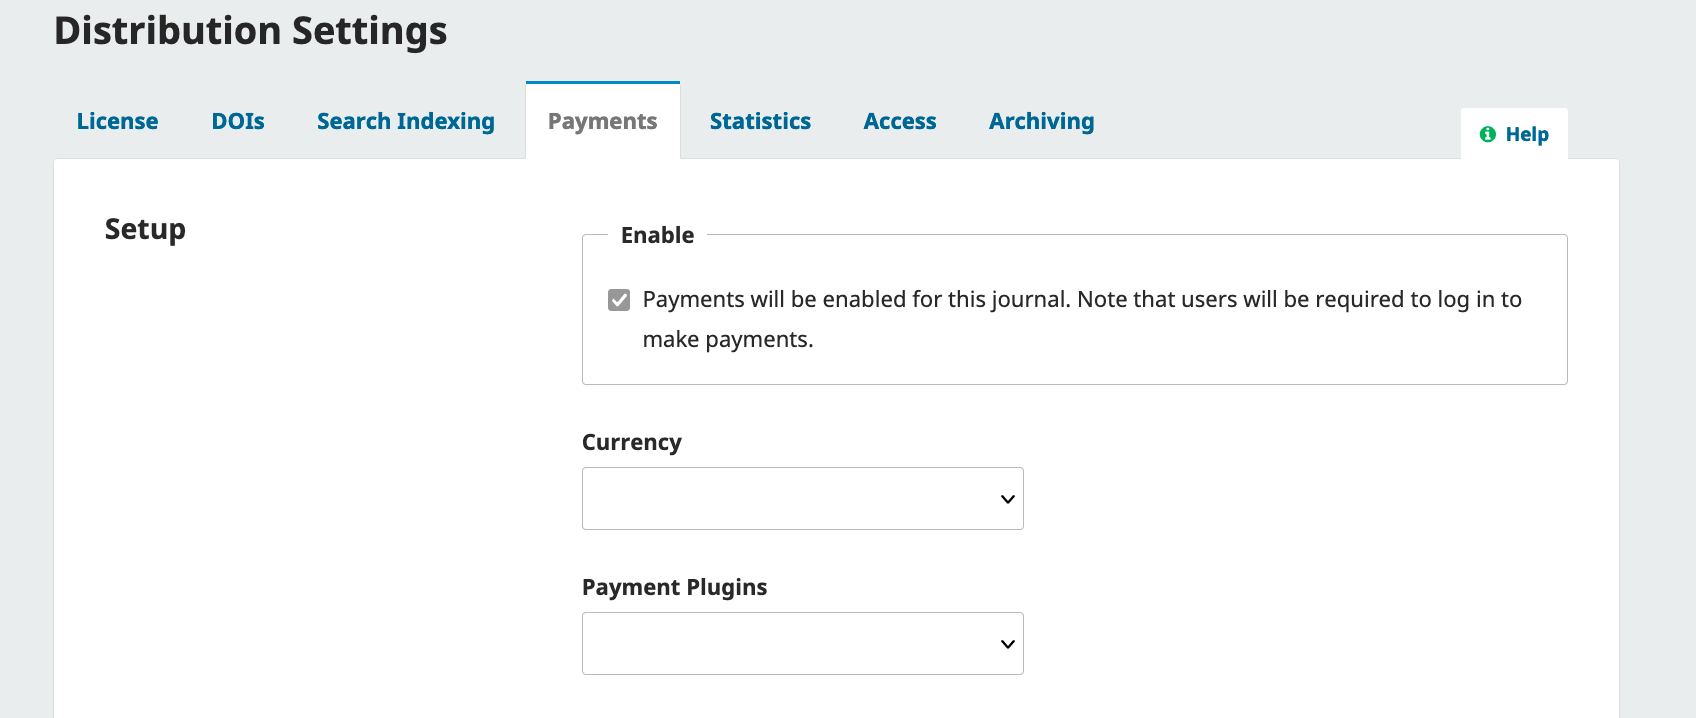 Distribution Settings
License DOIs Search Indexing Payments Statistics Access Archiving
Help
Setup
Enable
Payments will be enabled for this journal. Note that users will be required to log in to
make payments.
Currency
Payment Plugins